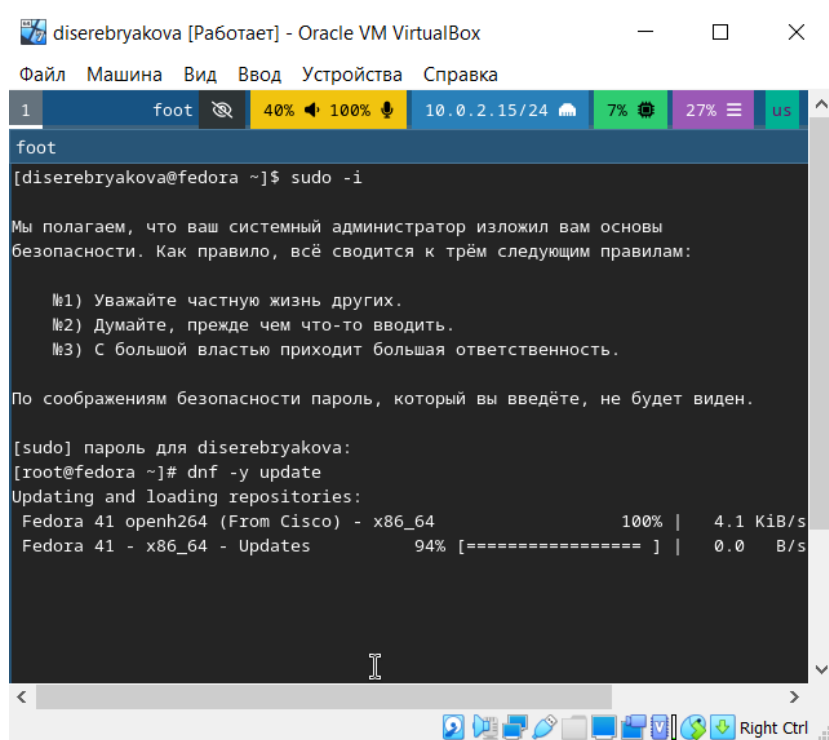 diserebryakova [Работает] - Oracle VM VirtualBox
Файл Машина Вид Ввод Устройства Справка
1 foot 40% 100% 10.0.2.15/24 7% 27% us
foot
[diserebryakova@fedora ~]$ sudo -i
Мы полагаем, что ваш системный администратор изложил вам основы
безопасности. Как правило, всё сводится к трём следующим правилам:
№1) Уважайте частную жизнь других.
№2) Думайте, прежде чем что-то вводить.
№3) С большой властью приходит большая ответственность.
По соображениям безопасности пароль, который вы введёте, не будет виден.
[sudo] пароль для diserebryakova:
[root@fedora ~]# dnf -y update
Updating and loading repositories:
Fedora 41 openh264 (From Cisco) - x86_64 100% | 4.1 KiB/s
Fedora 41 - x86_64 - Updates 94% [================= ] | 0.0 B/s
Right Ctrl